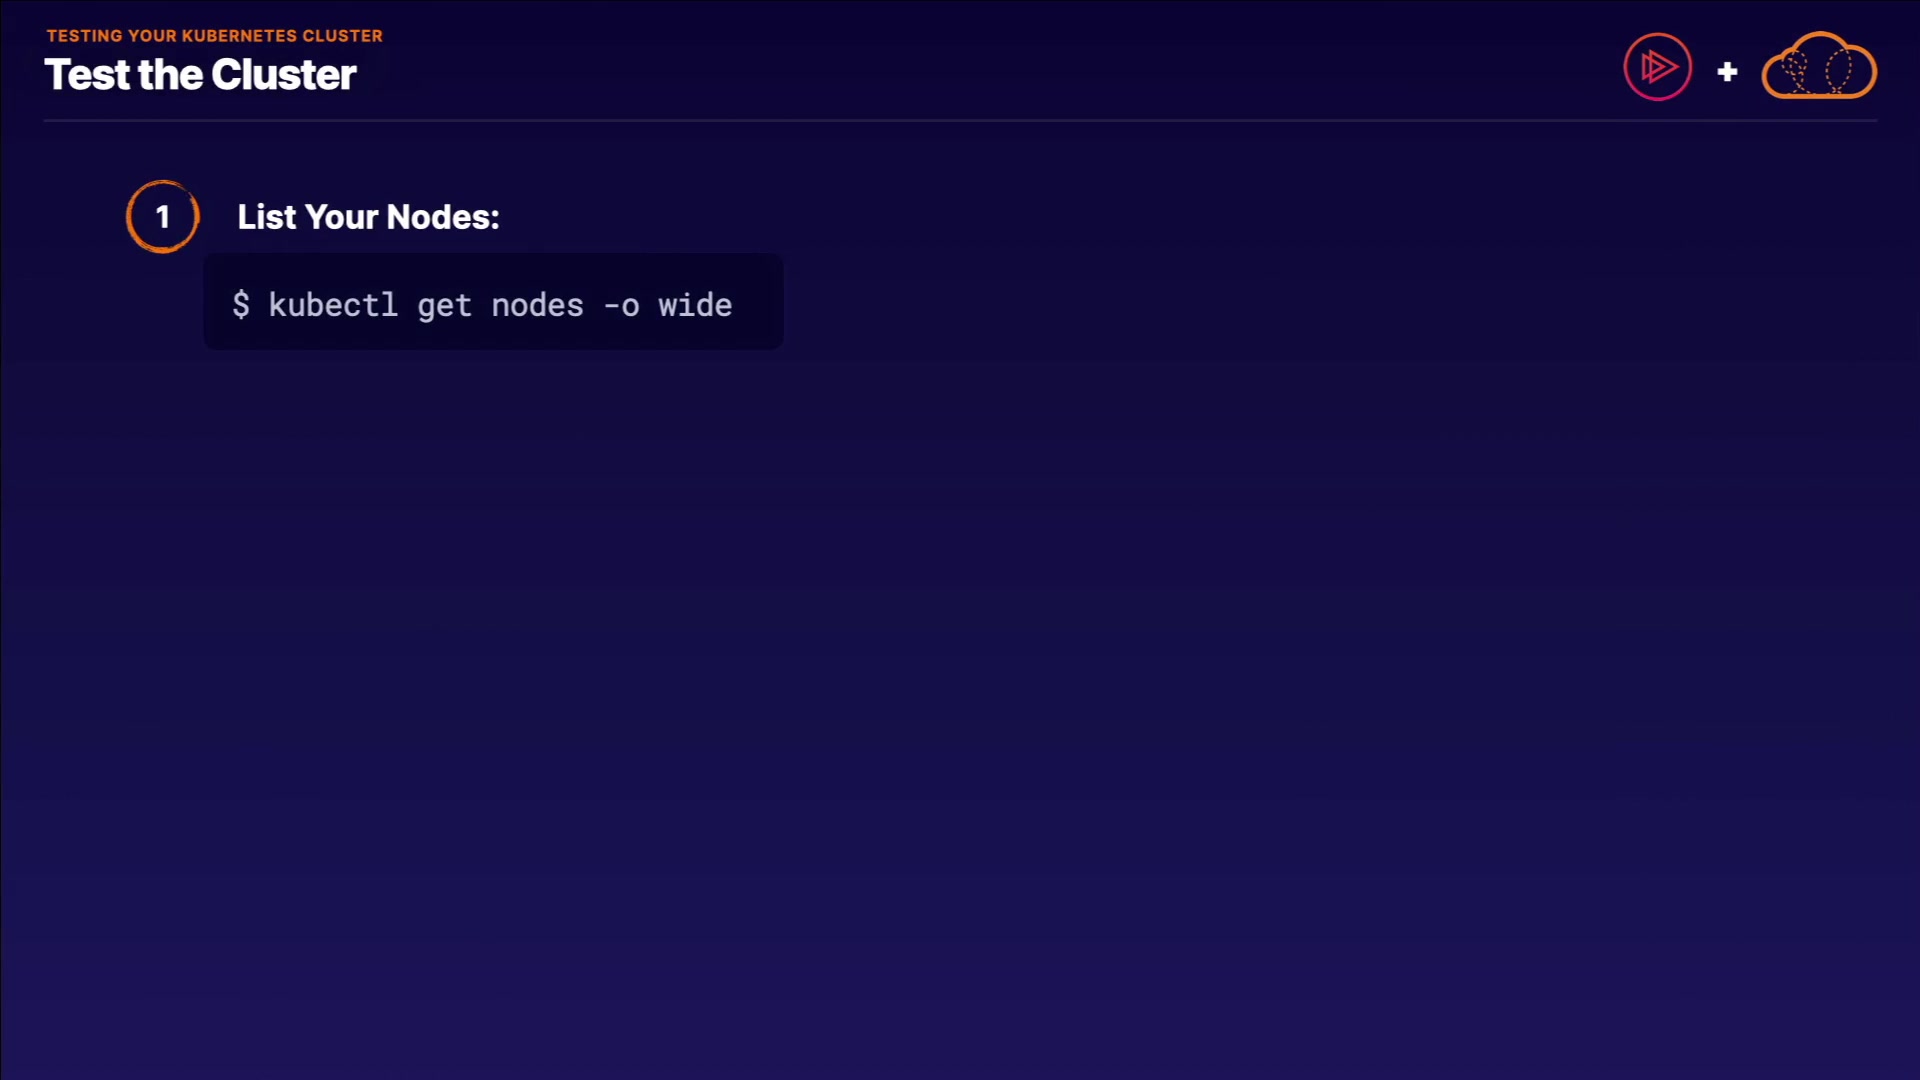 TESTING YOUR KUBERNETES CLUSTER
Test the Cluster
+
1 List Your Nodes:
$ kubectl get nodes -o wide